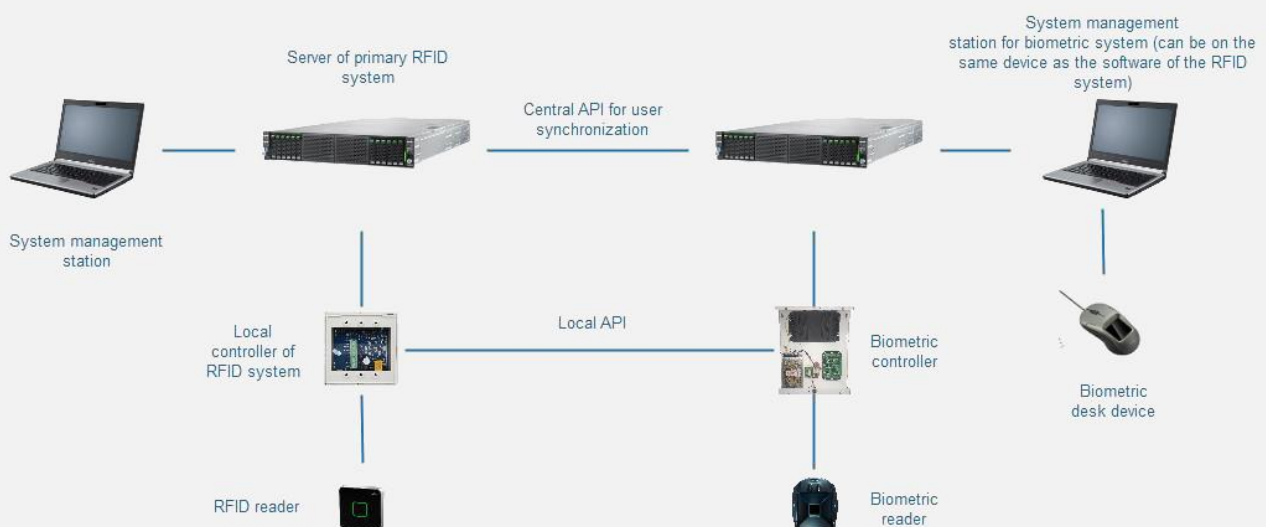 System management
station for biometric system (can be on the
same device as the software of the RFID
system)
Server of primary RFID
system
Central API for user
synchronization
System management
station
Local
controller of
RFID system
Local API
Biometric
controller
Biometric
desk device
RFID reader
Biometric
reader